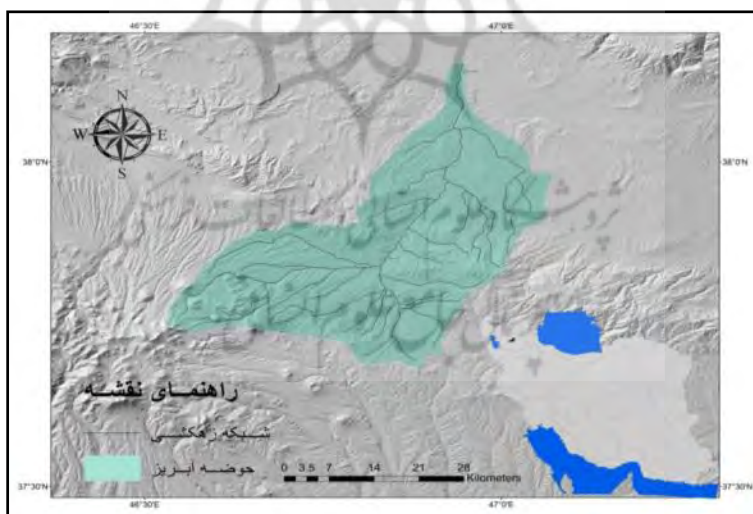 46°30'E 47°0'E
N
W E
S
38°0'N 38°0'N
راهنمای نقشه
شبکه زهکشی
حوضه آبریز
0 3.5 7 14 21 28
Kilometers
37°30'N 37°30'N
46°30'E 47°0'E